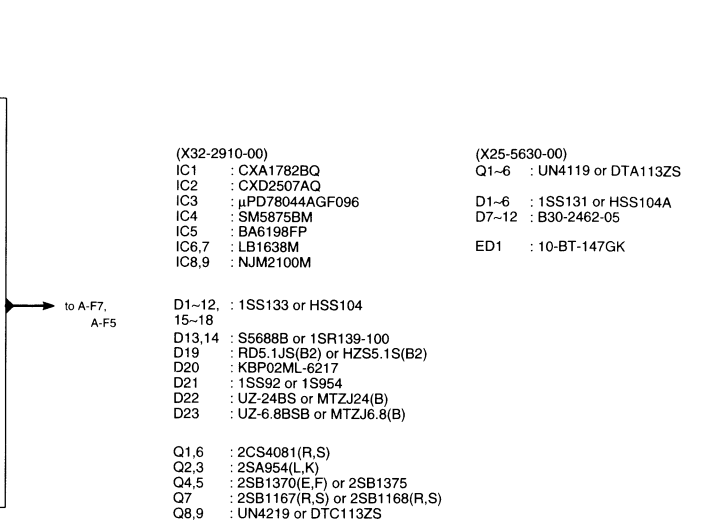 (X32-2910-00)
IC1 : CXA1782BQ
IC2 : CXD2507AQ
IC3 : µPD78044AGF096
IC4 : SM5875BM
IC5 : BA6198FP
IC6,7 : LB1638M
IC8,9 : NJM2100M
(X25-5630-00)
Q1~6 : UN4119 or DTA113ZS
D1~6 : 1SS131 or HSS104A
D7~12 : B30-2462-05
ED1 : 10-BT-147GK
to A-F7,
A-F5
D1~12, : 1SS133 or HSS104
15~18
D13,14 : S5688B or 1SR139-100
D19 : RD5.1JS(B2) or HZS5.1S(B2)
D20 : KBP02ML-6217
D21 : 1SS92 or 1S954
D22 : UZ-24BS or MTZJ24(B)
D23 : UZ-6.8BSB or MTZJ6.8(B)
Q1,6 : 2CS4081(R,S)
Q2,3 : 2SA954(L,K)
Q4,5 : 2SB1370(E,F) or 2SB1375
Q7 : 2SB1167(R,S) or 2SB1168(R,S)
Q8,9 : UN4219 or DTC113ZS